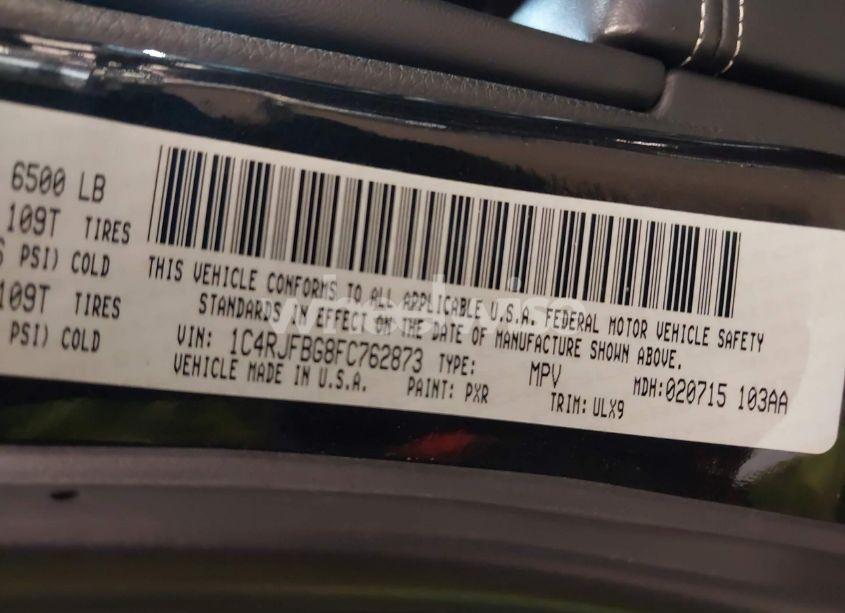 6500 LB
109T TIRES
PSI) COLD
109T TIRES
PSI) COLD
THIS VEHICLE CONFORMS TO ALL APPLICABLE U.S.A. FEDERAL MOTOR VEHICLE SAFETY
STANDARDS IN EFFECT ON THE DATE OF MANUFACTURE SHOWN ABOVE.
VIN: 1C4RJFBG8FC762873 TYPE: MPV MDH:020715 103AA
VEHICLE MADE IN U.S.A. PAINT: PXR TRIM: ULX9
wheelwise